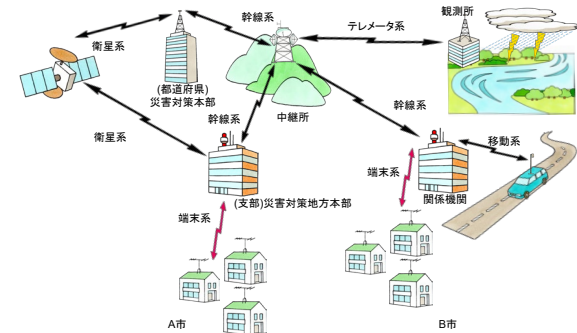 幹線系
テレメータ系
観測所
衛星系
(都道府県)
災害対策本部
中継所
衛星系
幹線系
幹線系
移動系
(支部)災害対策地方本部
端末系
関係機関
端末系
A市
B市